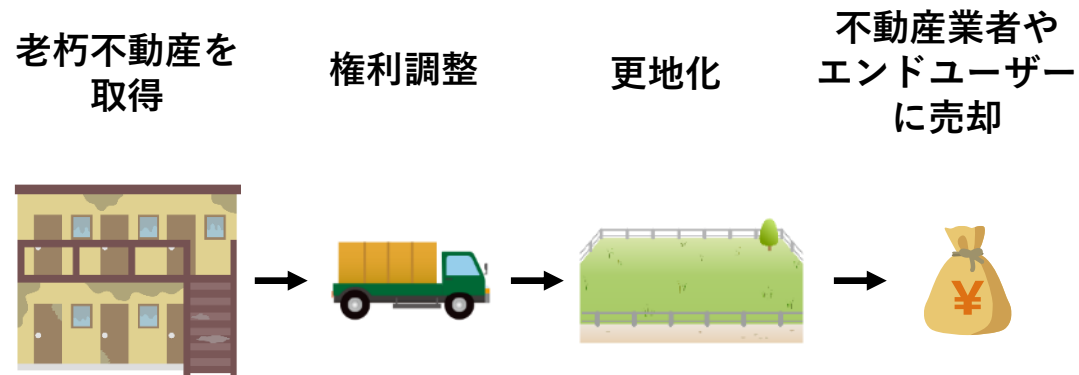 老朽不動産を
取得
権利調整
更地化
不動産業者や
エンドユーザー
に売却
¥